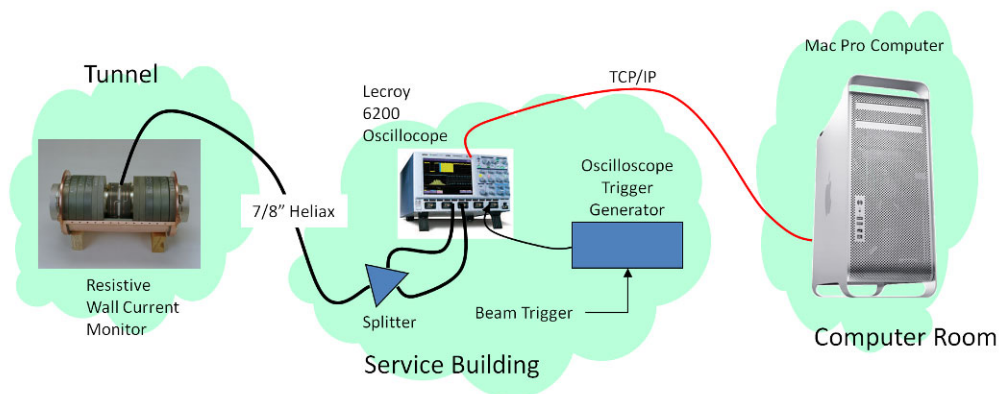 Tunnel
Resistive
Wall Current
Monitor
7/8” Heliax
Lecroy
6200
Oscillocope
Splitter
Oscilloscope
Trigger
Generator
Beam Trigger
Service Building
TCP/IP
Mac Pro Computer
Computer Room